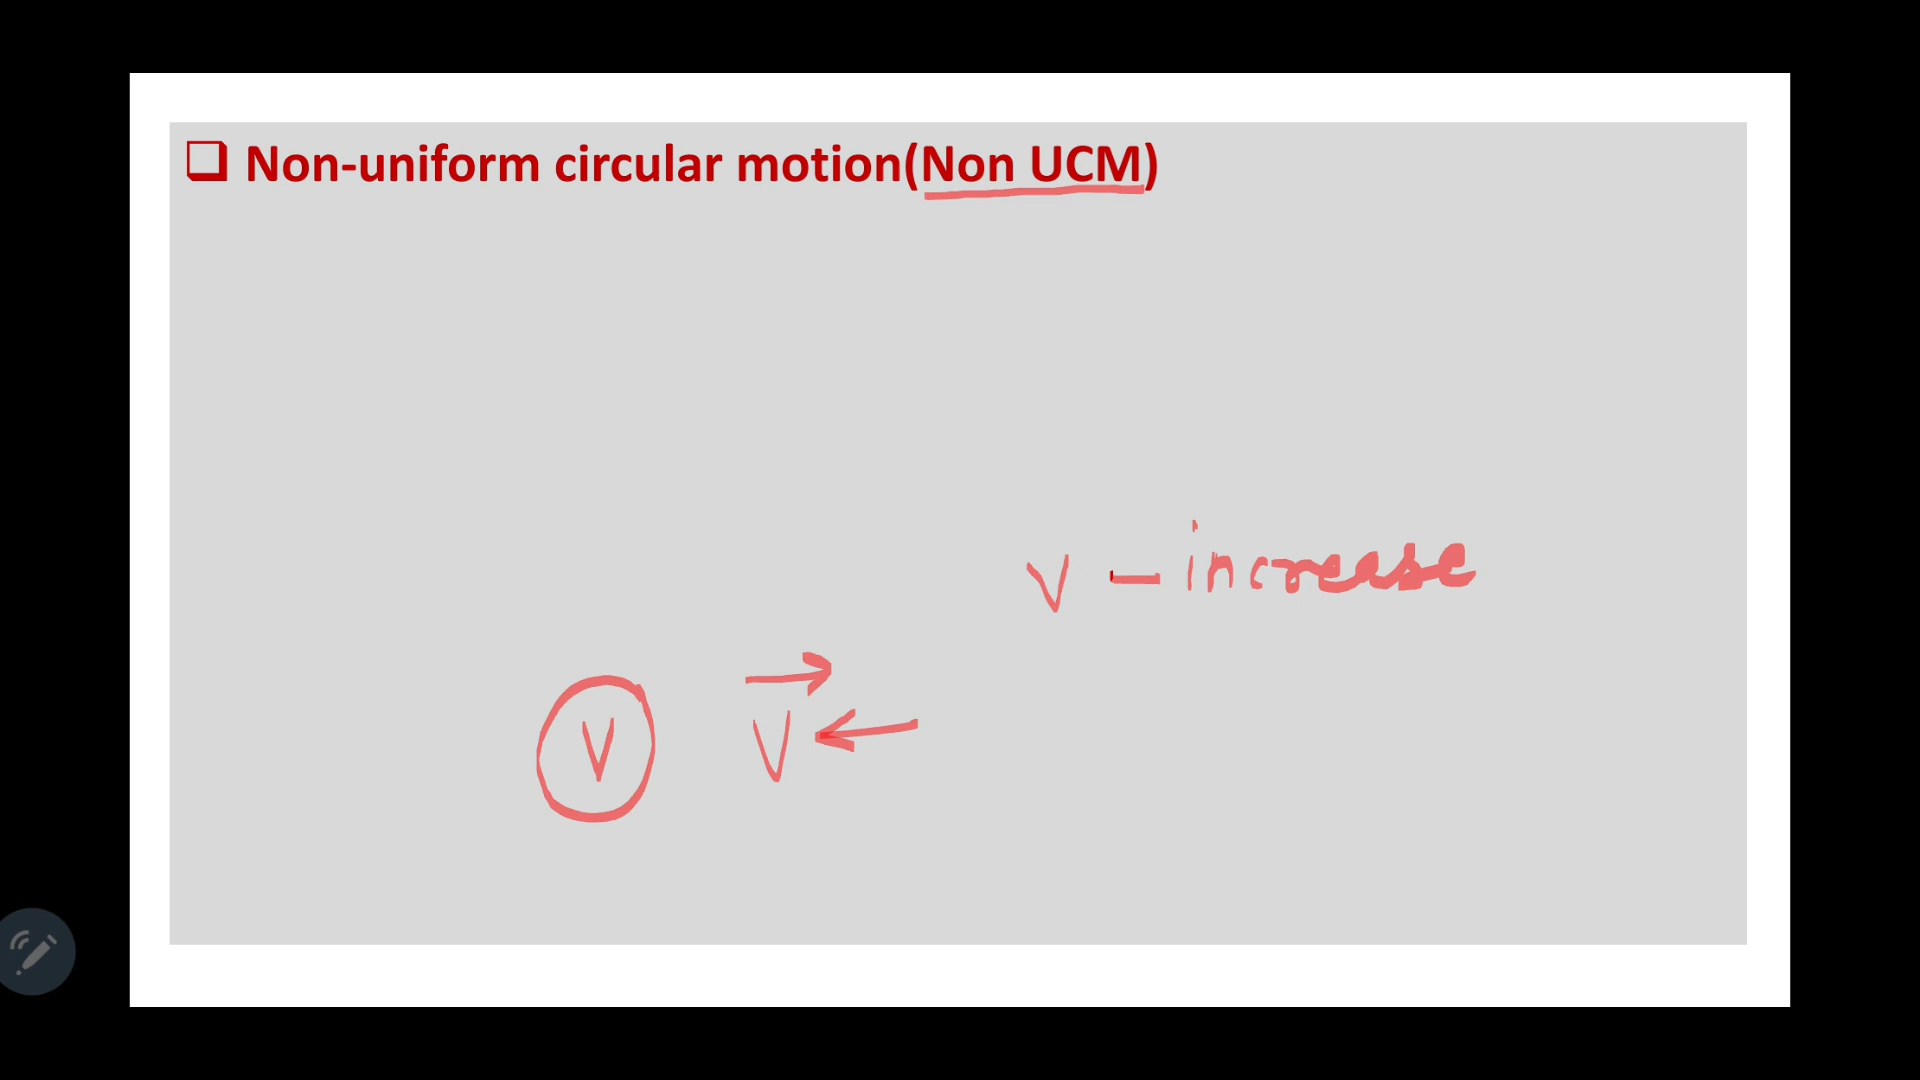 Non-uniform circular motion(Non UCM)
V – increase
V V